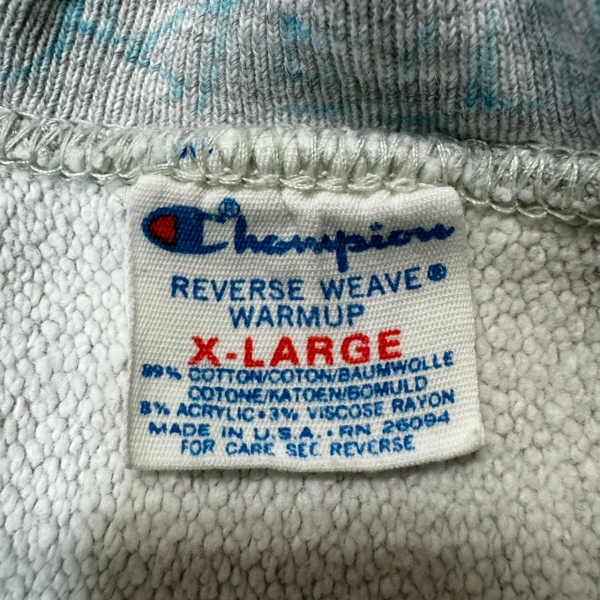 Champion®
REVERSE WEAVE®
WARMUP
X-LARGE
89% COTTON/COTON/BAUMWOLLE
COTONE/KATOEN/BOMULD
8% ACRYLIC•3% VISCOSE RAYON
MADE IN U.S.A.•RN 26094
FOR CARE SEE REVERSE